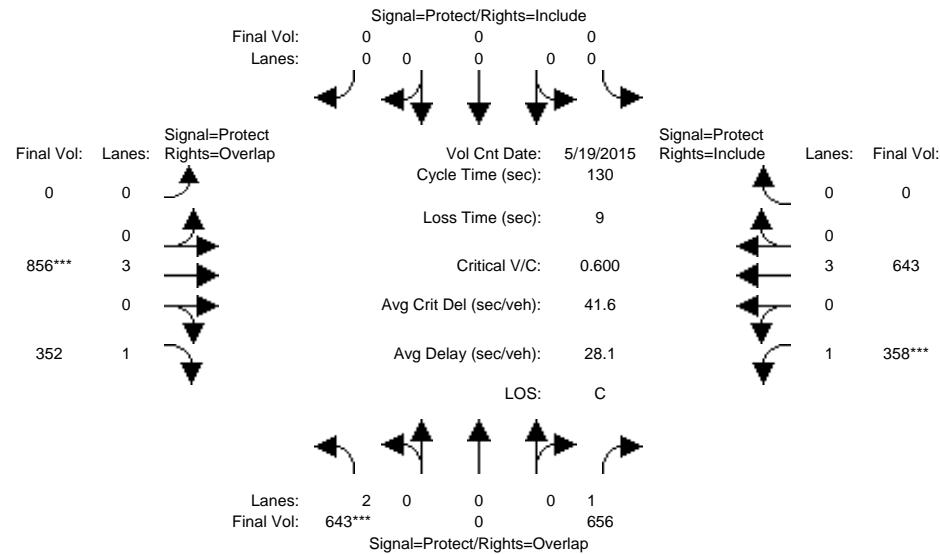 Signal=Protect/Rights=Include
Final Vol: 0 0 0
Lanes: 0 0 0 0 0
Signal=Protect Signal=Protect
Final Vol: Lanes: Rights=Overlap Vol Cnt Date: 5/19/2015 Rights=Include Lanes: Final Vol:
Cycle Time (sec): 130
0 0 0 0
Loss Time (sec): 9
0 0
856*** 3 Critical V/C: 0.600 3 643
0 Avg Crit Del (sec/veh): 41.6 0
352 1 Avg Delay (sec/veh): 28.1 1 358***
LOS: C
Lanes: 2 0 0 0 1
Final Vol: 643*** 0 656
Signal=Protect/Rights=Overlap